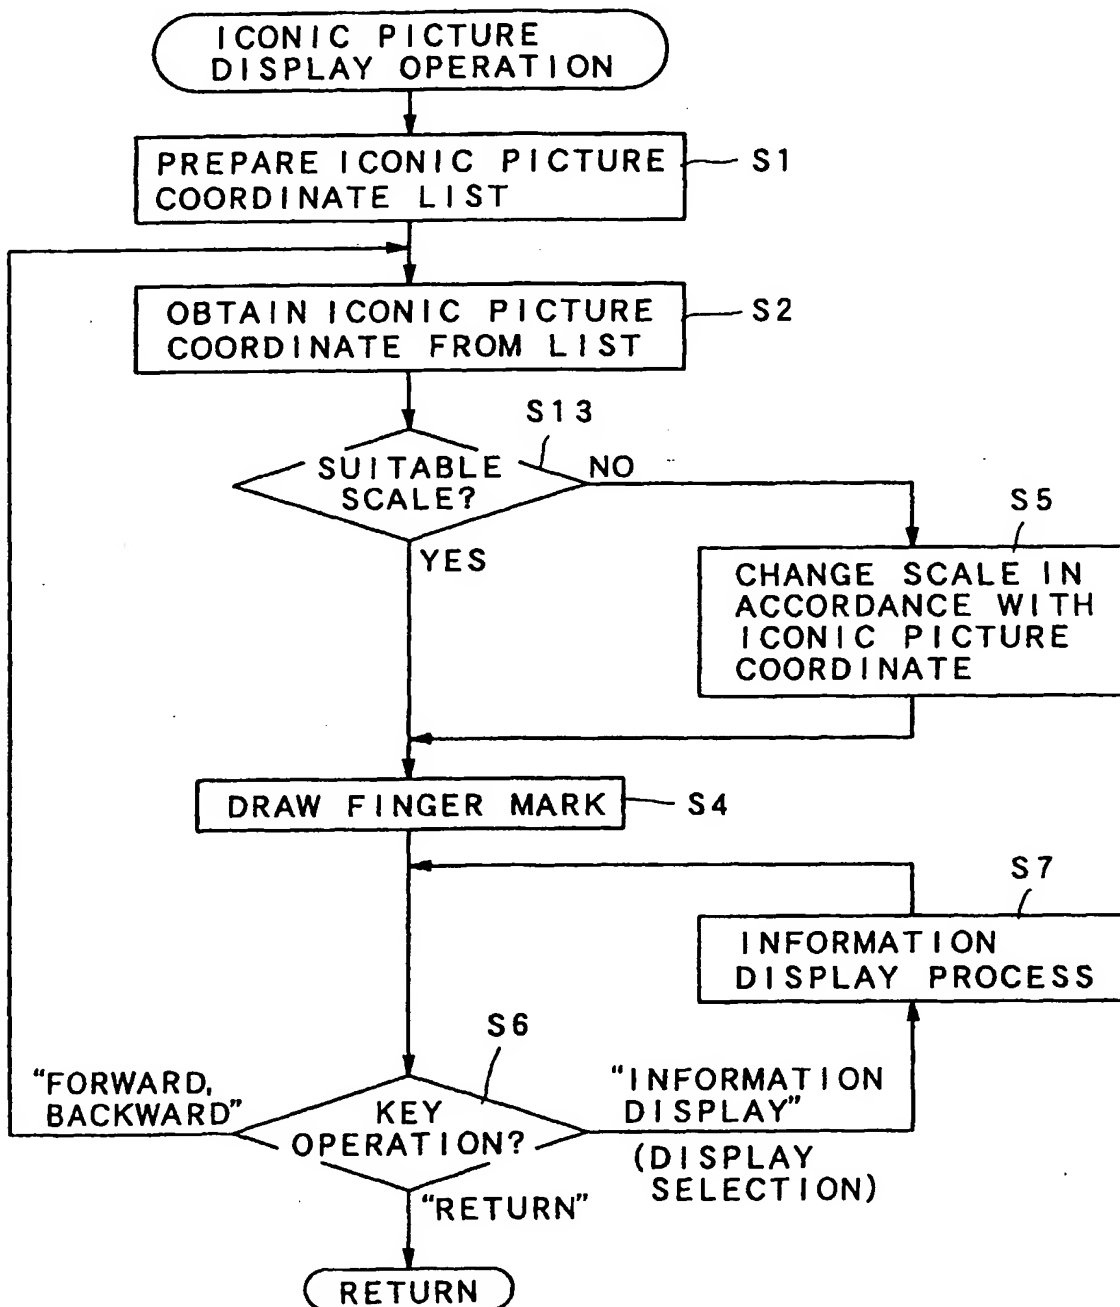 ICONIC PICTURE
DISPLAY OPERATION
PREPARE ICONIC PICTURE
COORDINATE LIST
S1
OBTAIN ICONIC PICTURE
COORDINATE FROM LIST
S2
S13
SUITABLE
SCALE?
NO
YES
S5
CHANGE SCALE IN
ACCORDANCE WITH
ICONIC PICTURE
COORDINATE
DRAW FINGER MARK
S4
S7
INFORMATION
DISPLAY PROCESS
S6
"FORWARD,
BACKWARD"
KEY
OPERATION?
"INFORMATION
DISPLAY"
(DISPLAY
SELECTION)
"RETURN"
RETURN